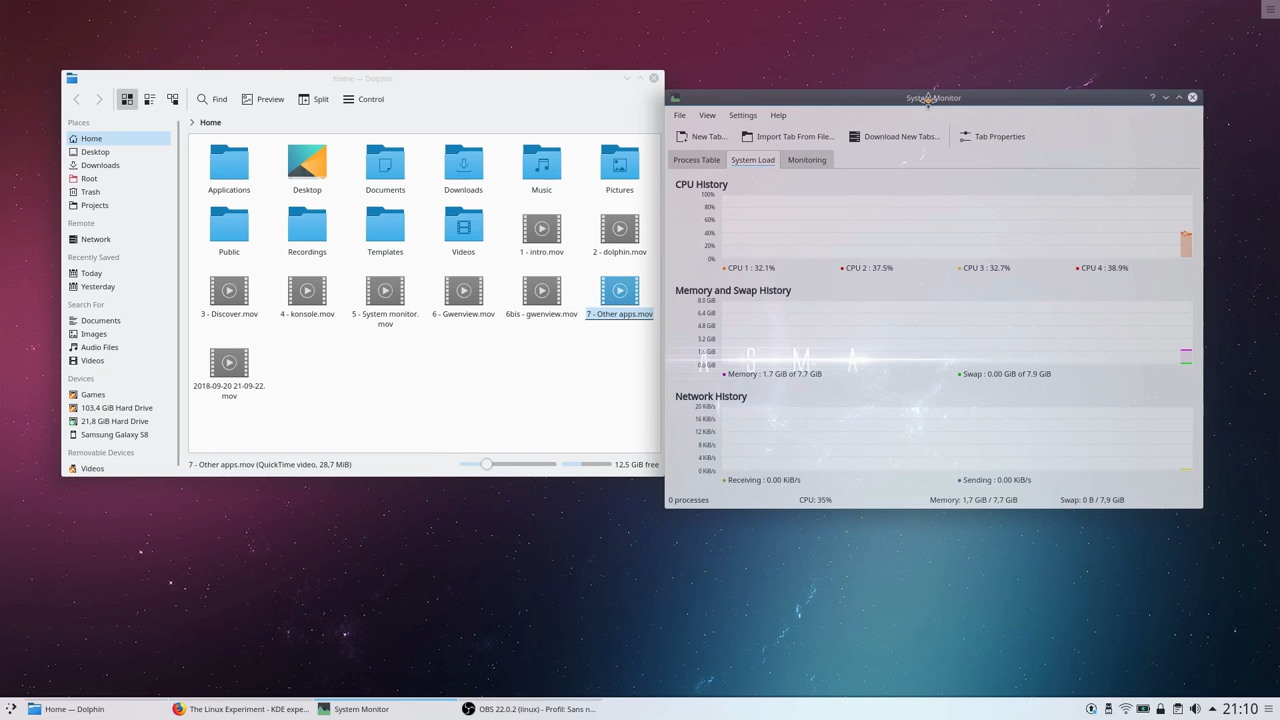 Home — Dolphin
Find
Preview
Split
Control
Places
Home
Desktop
Downloads
Root
Trash
Projects
Remote
Network
Recently Saved
Today
Yesterday
Search For
Documents
Images
Audio Files
Videos
Devices
Games
103,4 GiB Hard Drive
21,8 GiB Hard Drive
Samsung Galaxy S8
Removable Devices
Videos
Home
Applications
Desktop
Documents
Downloads
Music
Pictures
Public
Recordings
Templates
Videos
1 - intro.mov
2 - dolphin.mov
3 - Discover.mov
4 - konsole.mov
5 - System monitor.
mov
6 - Gwenview.mov
6bis - gwenview.mov
7 - Other apps.mov
2018-09-20 21-09-22.
mov
7 - Other apps.mov (QuickTime video, 28,7 MiB)
12,5 GiB free
System Monitor
File
View
Settings
Help
New Tab...
Import Tab From File...
Download New Tabs...
Tab Properties
Process Table
System Load
Monitoring
CPU History
100%
80%
60%
40%
20%
0%
CPU 1 : 32.1%
CPU 2 : 37.5%
CPU 3 : 32.7%
CPU 4 : 38.9%
Memory and Swap History
8.0 GiB
6.4 GiB
4.8 GiB
3.2 GiB
1.6 GiB
0.0 GiB
Memory : 1.7 GiB of 7.7 GiB
Swap : 0.00 GiB of 7.9 GiB
Network History
20 KiB/s
16 KiB/s
12 KiB/s
8 KiB/s
4 KiB/s
0 KiB/s
Receiving : 0.00 KiB/s
Sending : 0.00 KiB/s
0 processes
CPU: 35%
Memory: 1,7 GiB / 7,7 GiB
Swap: 0 B / 7,9 GiB
Home — Dolphin
The Linux Experiment - KDE expe...
System Monitor
OBS 22.0.2 (linux) - Profil: Sans n...
21:10